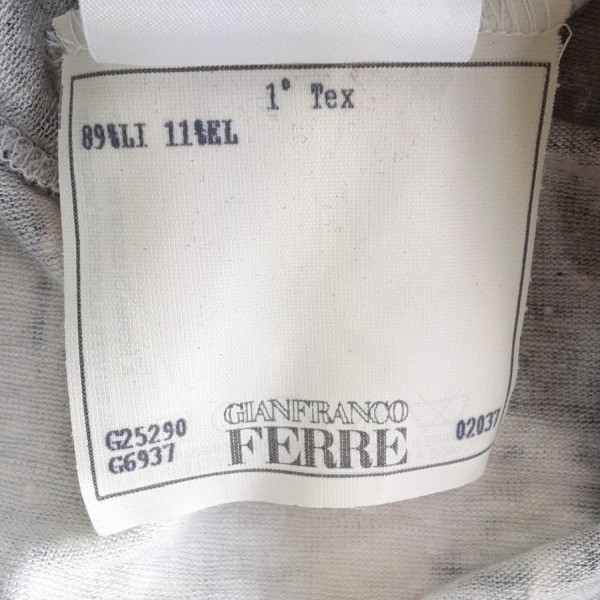 1° Tex
89%LI 11%EL
G25290
G6937
GIANFRANCO
FERRE
02037